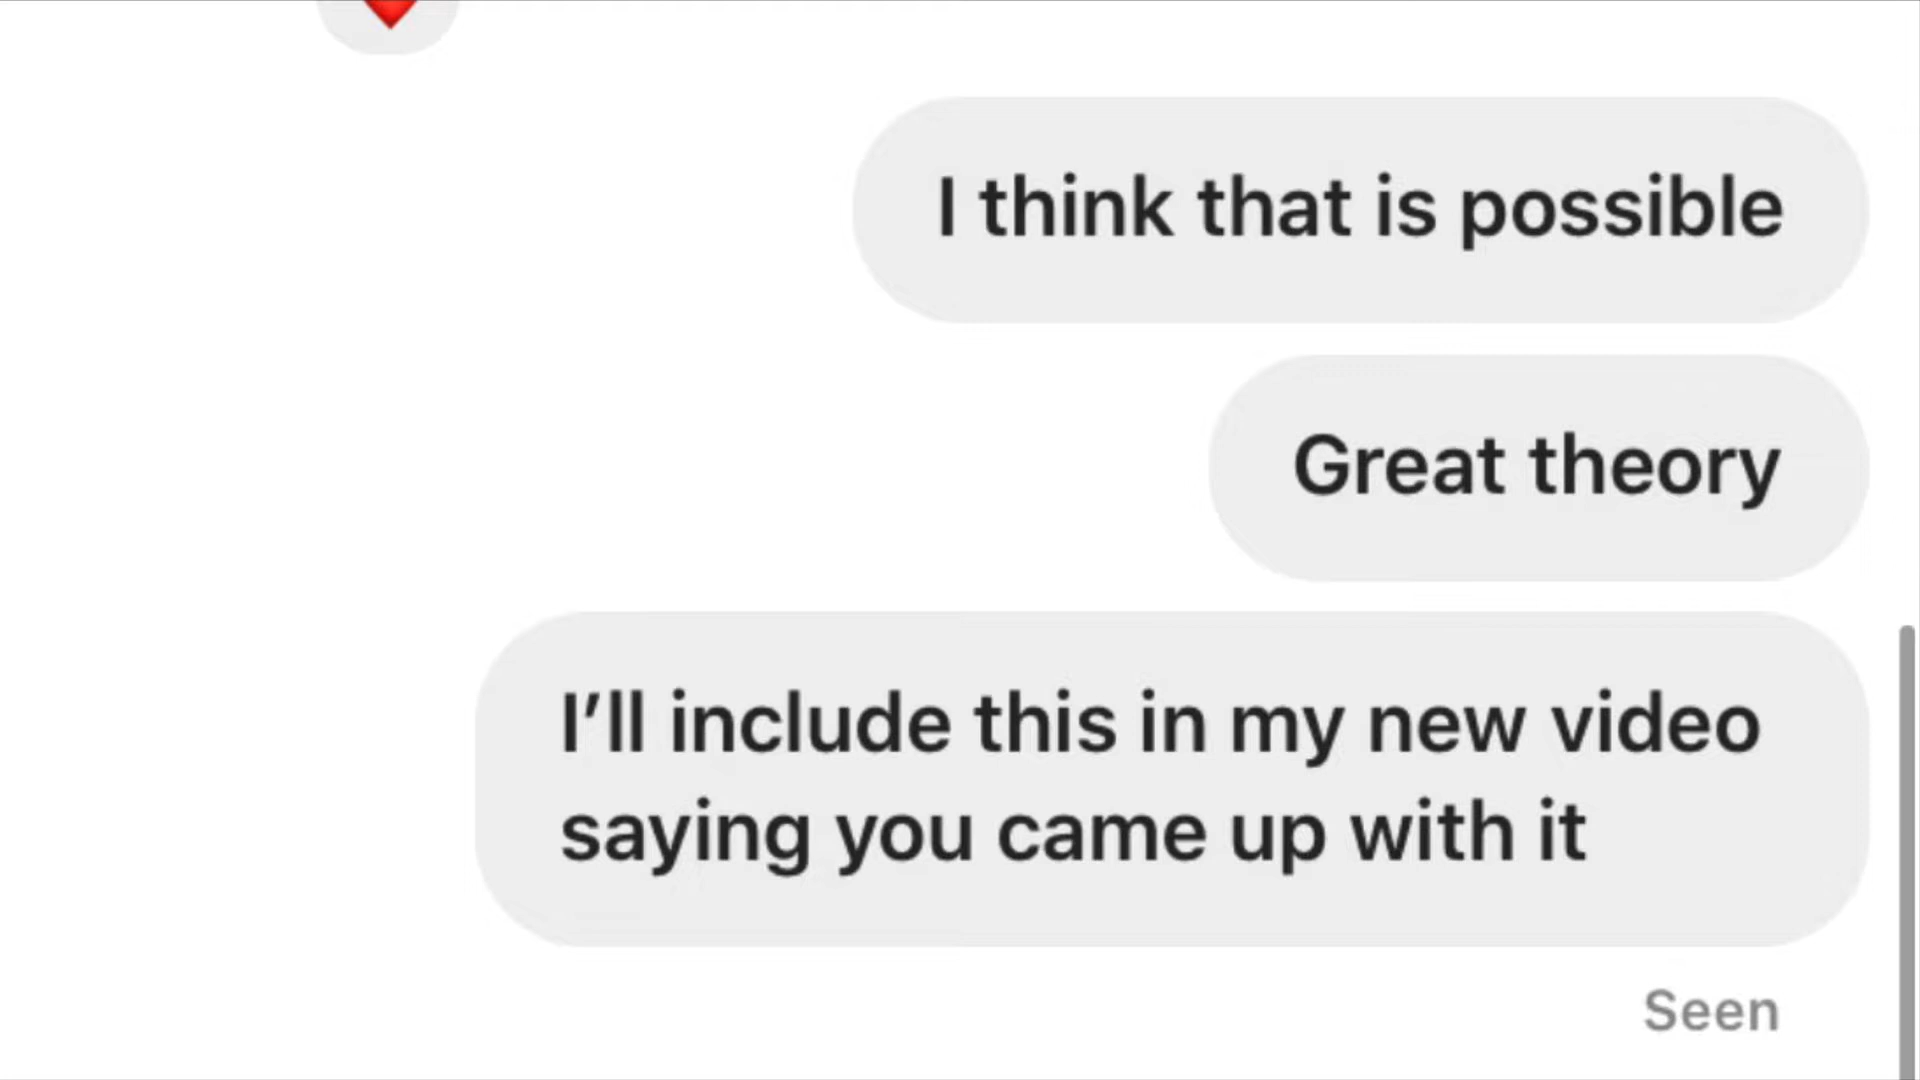 I think that is possible
Great theory
I’ll include this in my new video
saying you came up with it
Seen